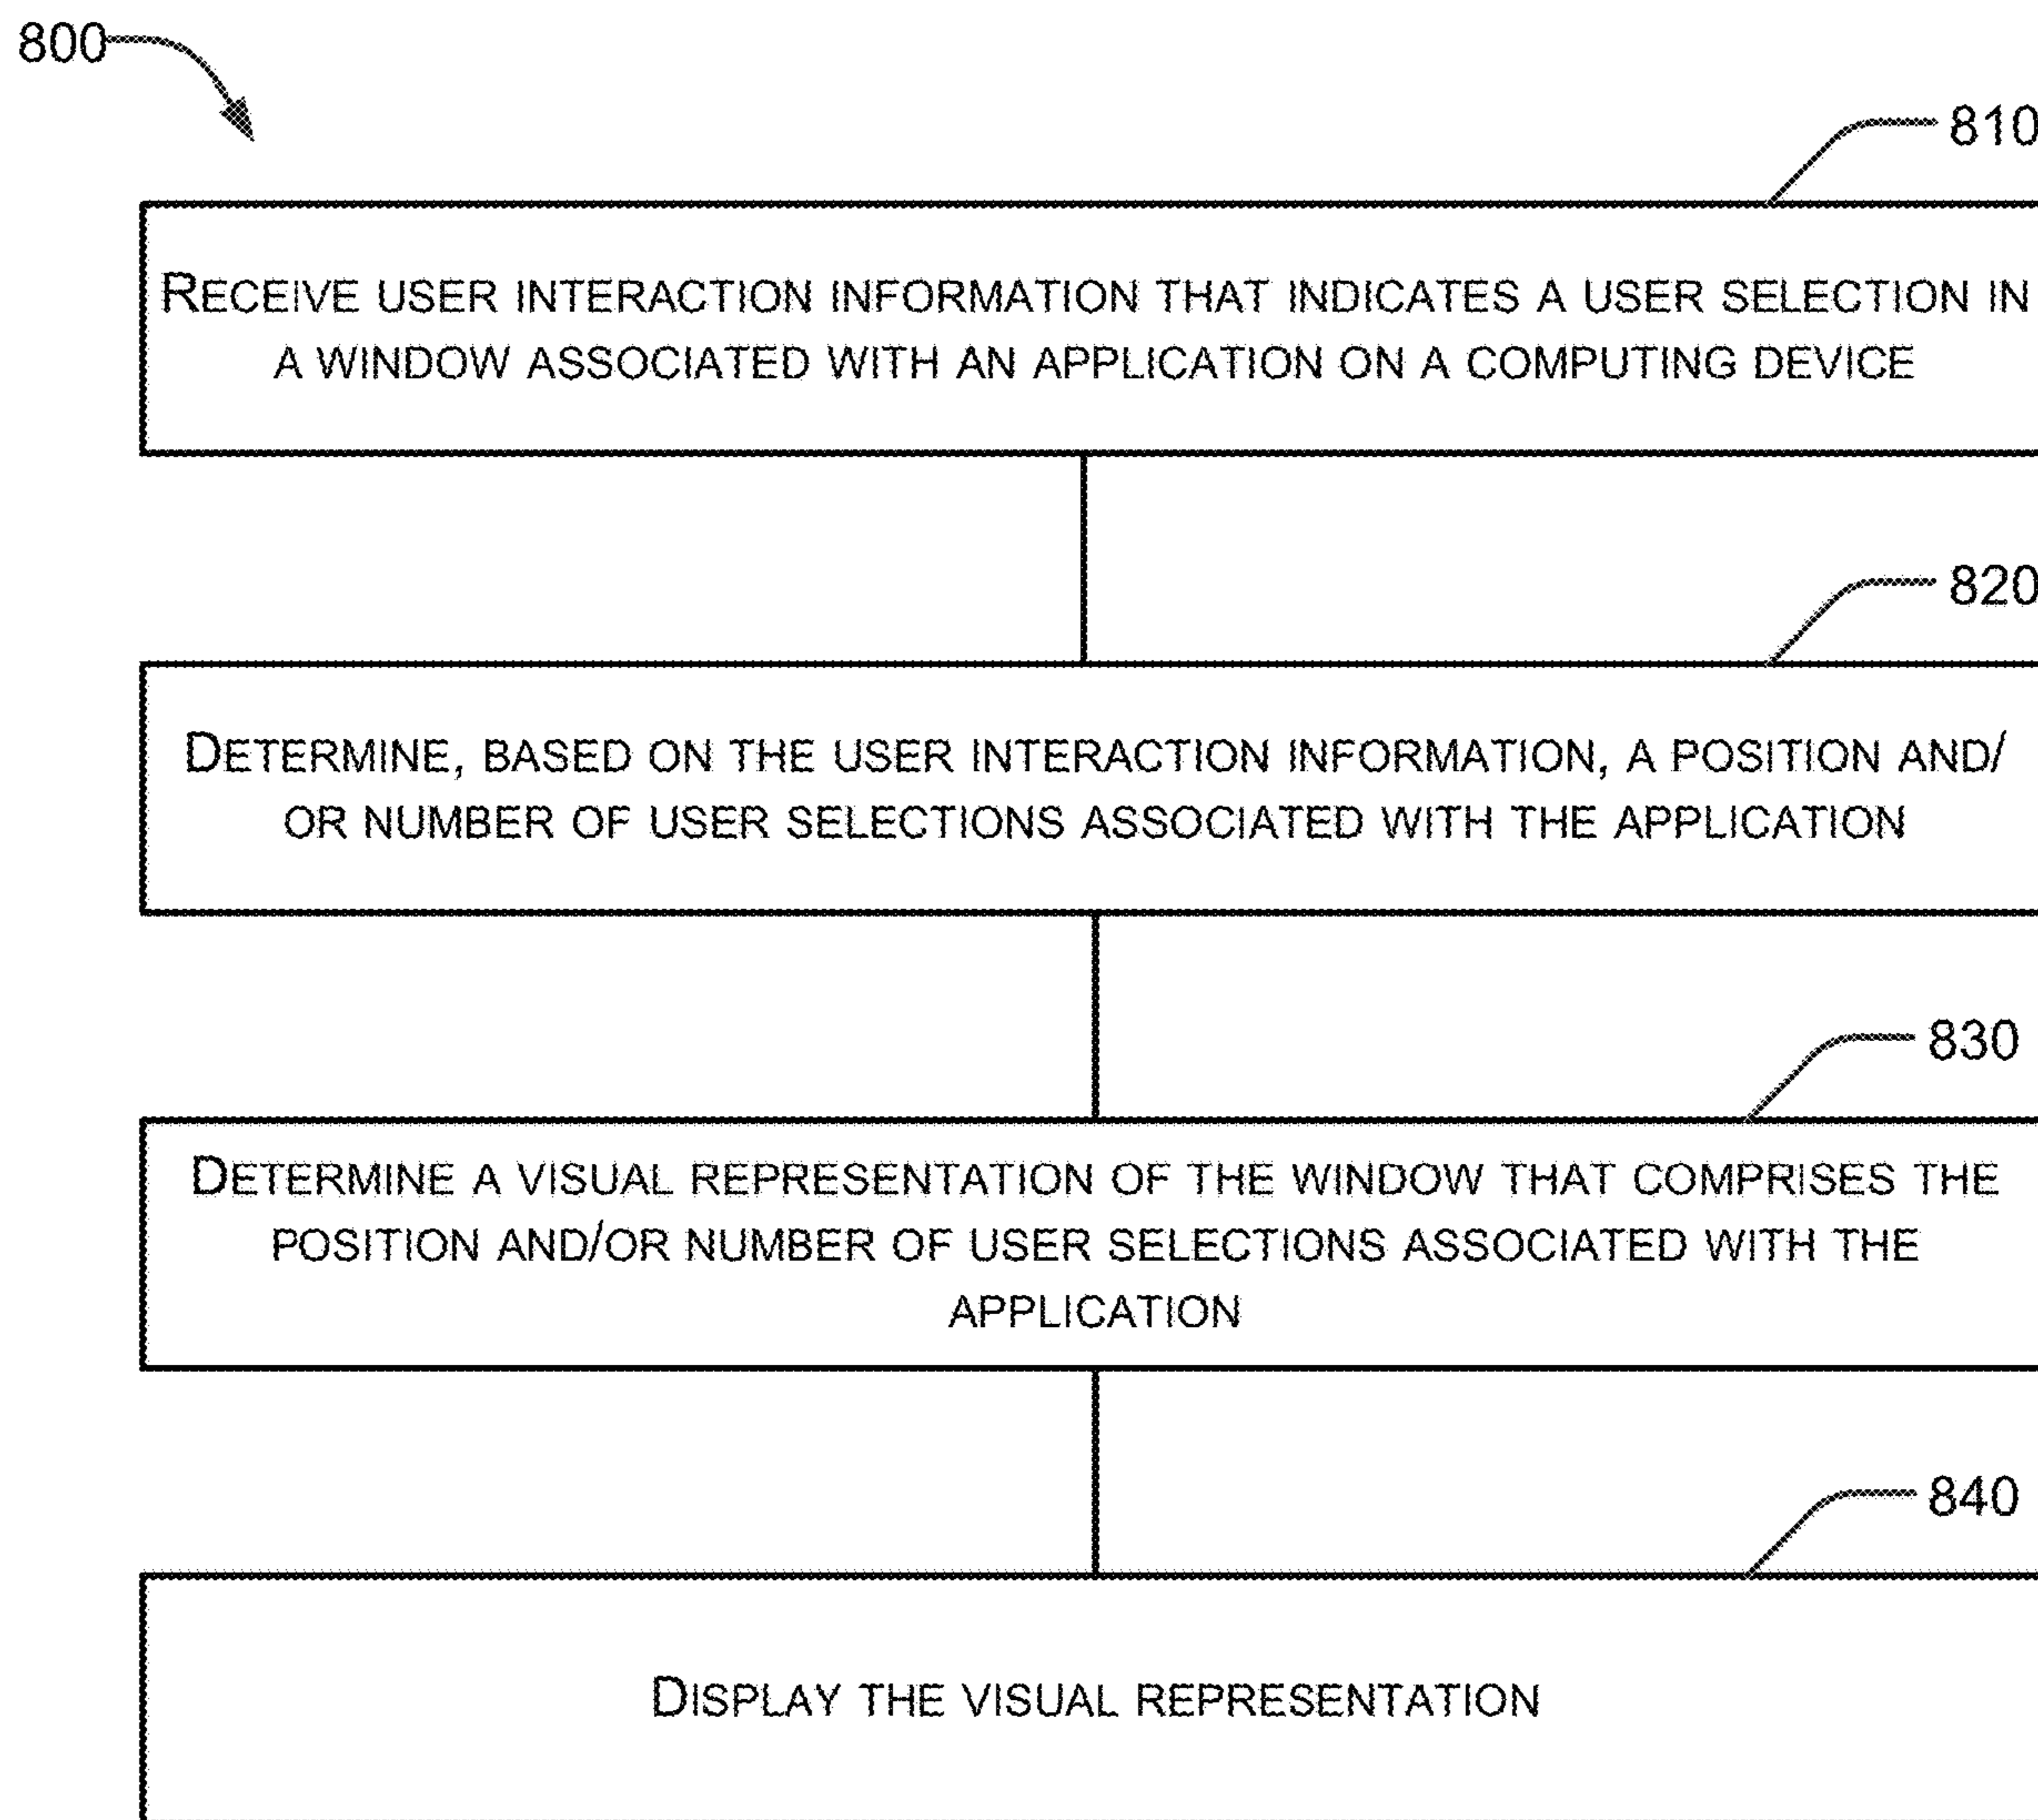 800
810
RECEIVE USER INTERACTION INFORMATION THAT INDICATES A USER SELECTION IN
A WINDOW ASSOCIATED WITH AN APPLICATION ON A COMPUTING DEVICE
820
DETERMINE, BASED ON THE USER INTERACTION INFORMATION, A POSITION AND/
OR NUMBER OF USER SELECTIONS ASSOCIATED WITH THE APPLICATION
830
DETERMINE A VISUAL REPRESENTATION OF THE WINDOW THAT COMPRISES THE
POSITION AND/OR NUMBER OF USER SELECTIONS ASSOCIATED WITH THE
APPLICATION
840
DISPLAY THE VISUAL REPRESENTATION